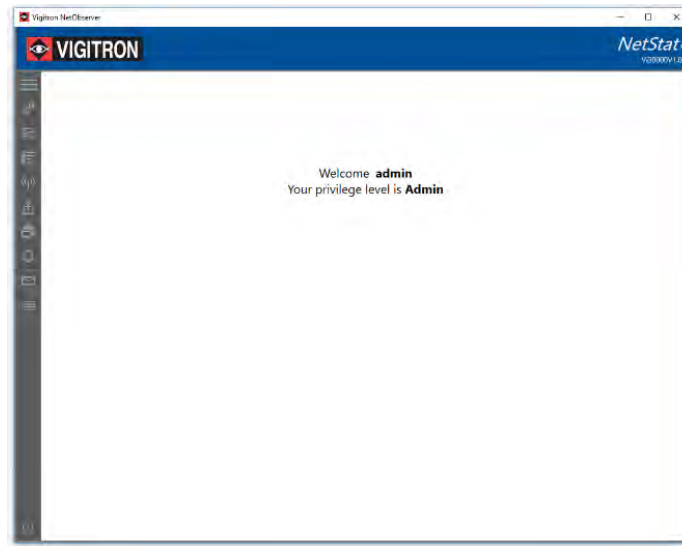 Vigitron NetObserver
VIGITRON
NetStat
Welcome admin
Your privilege level is Admin